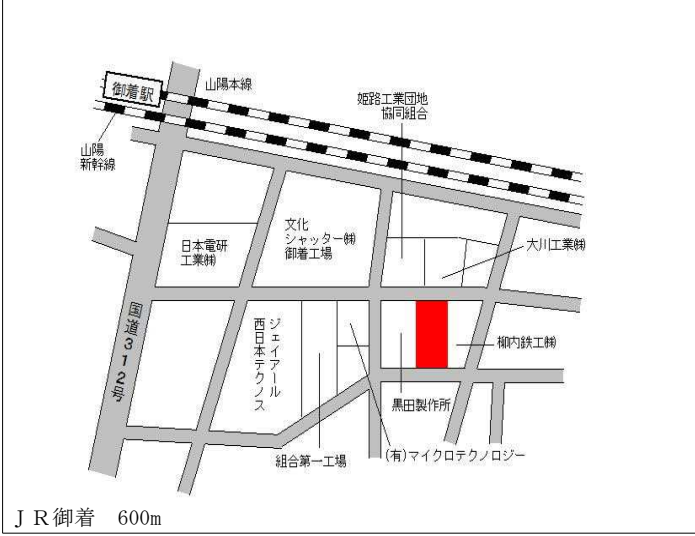 山陽本線
御着駅
姫路工業団地
協同組合
山陽
新幹線
文化
シャッター㈱
御着工場
日本電研
工業㈱
大川工業㈱
国道312号
ジェイアール
西日本テクノス
柳内鉄工㈱
黒田製作所
(有)マイクロテクノロジー
組合第一工場
ＪＲ御着　600m